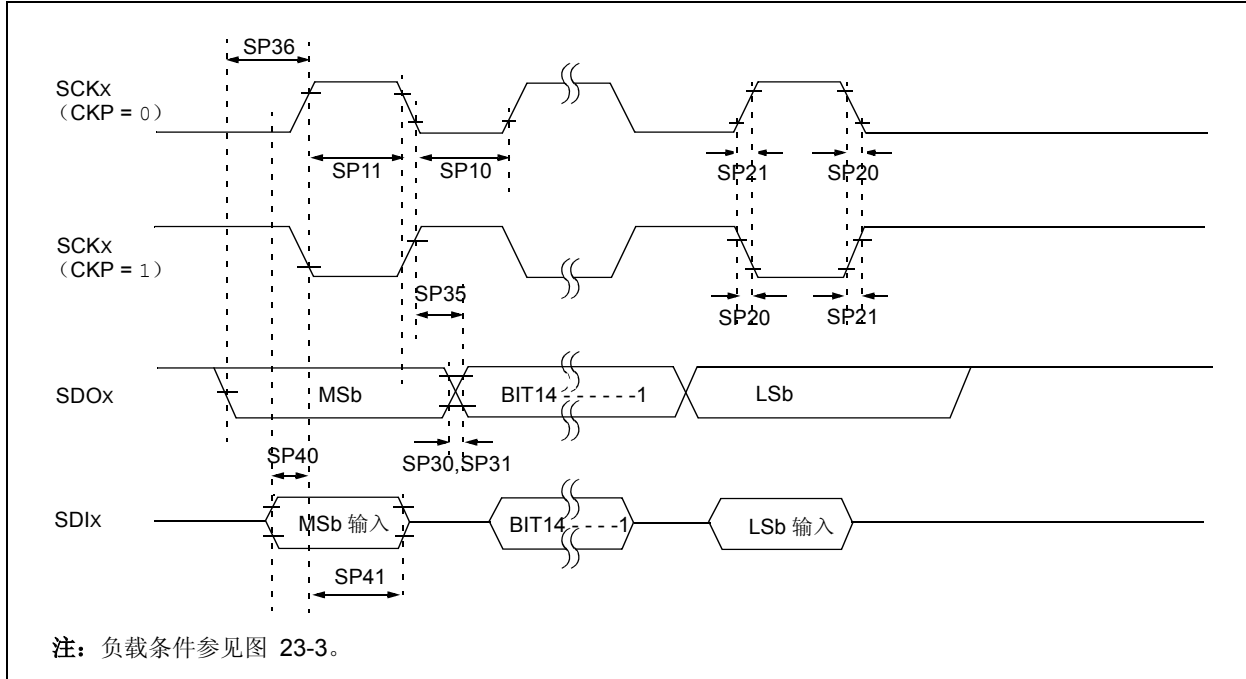 SP36
SCKx
（CKP = 0）
SP11
SP10
SP21
SP20
SCKx
（CKP = 1）
SP35
SP20
SP21
SDOx
MSb
BIT14 - - - - - -1
LSb
SP40
SP30,SP31
SDIx
MSb 输入
BIT14- - - -1
LSb 输入
SP41
注：负载条件参见图 23-3。